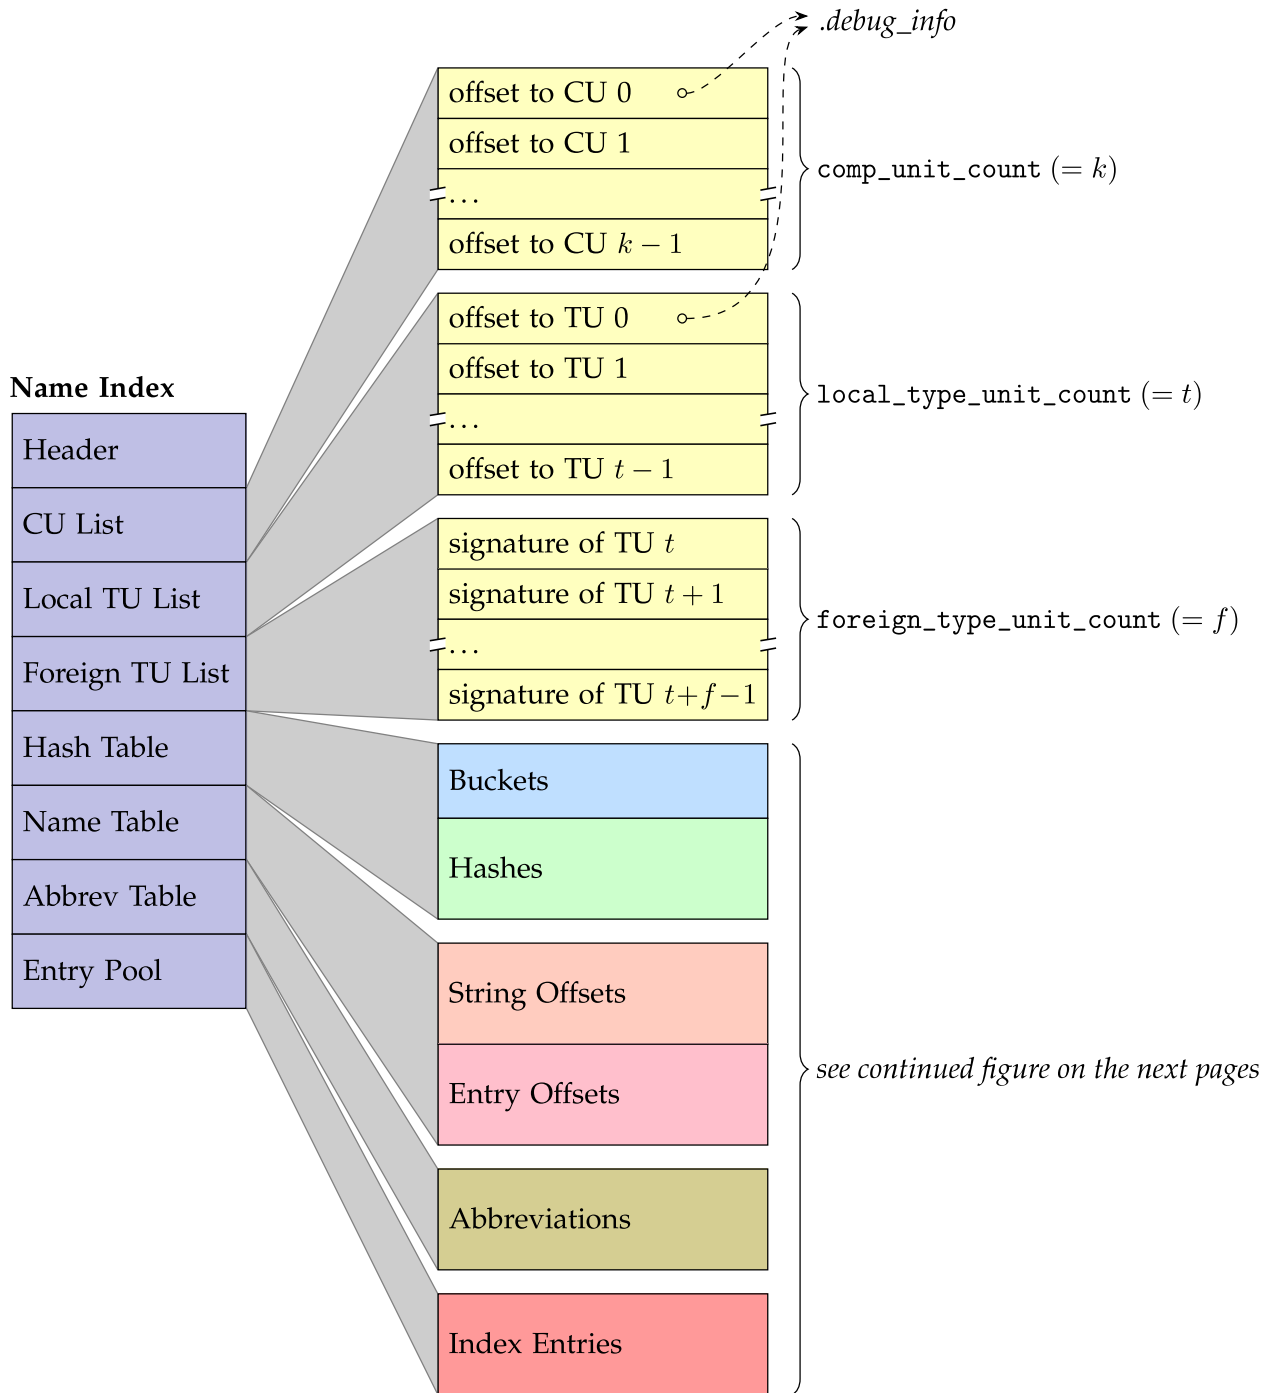 .debug_info
offset to CU 0
offset to CU 1
...
offset to CU k − 1
comp_unit_count (= k)
offset to TU 0
offset to TU 1
...
offset to TU t − 1
local_type_unit_count (= t)
Name Index
Header
CU List
Local TU List
Foreign TU List
Hash Table
Name Table
Abbrev Table
Entry Pool
signature of TU t
signature of TU t + 1
...
signature of TU t+f−1
foreign_type_unit_count (= f)
Buckets
Hashes
String Offsets
Entry Offsets
Abbreviations
Index Entries
see continued figure on the next pages